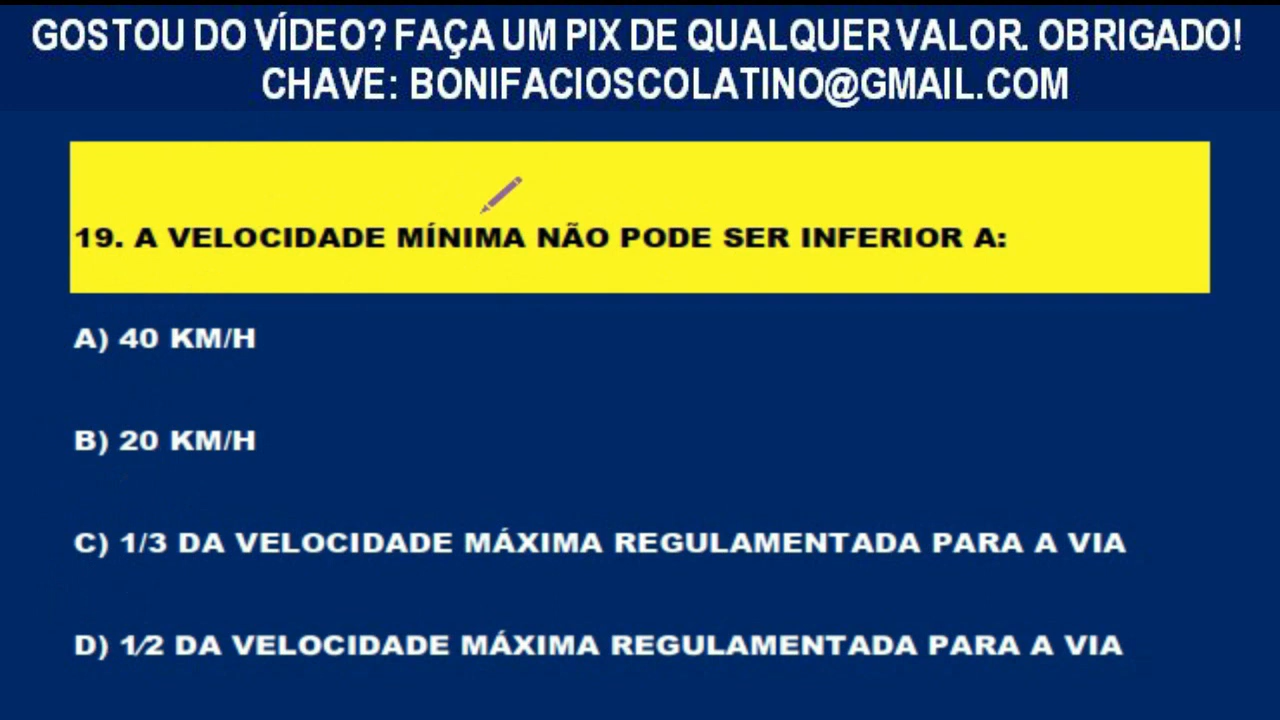 GOSTOU DO VÍDEO? FAÇA UM PIX DE QUALQUER VALOR. OBRIGADO!
CHAVE: BONIFACIOSCOLATINO@GMAIL.COM
19. A VELOCIDADE MÍNIMA NÃO PODE SER INFERIOR A:
A) 40 KM/H
B) 20 KM/H
C) 1/3 DA VELOCIDADE MÁXIMA REGULAMENTADA PARA A VIA
D) 1⁄2 DA VELOCIDADE MÁXIMA REGULAMENTADA PARA A VIA